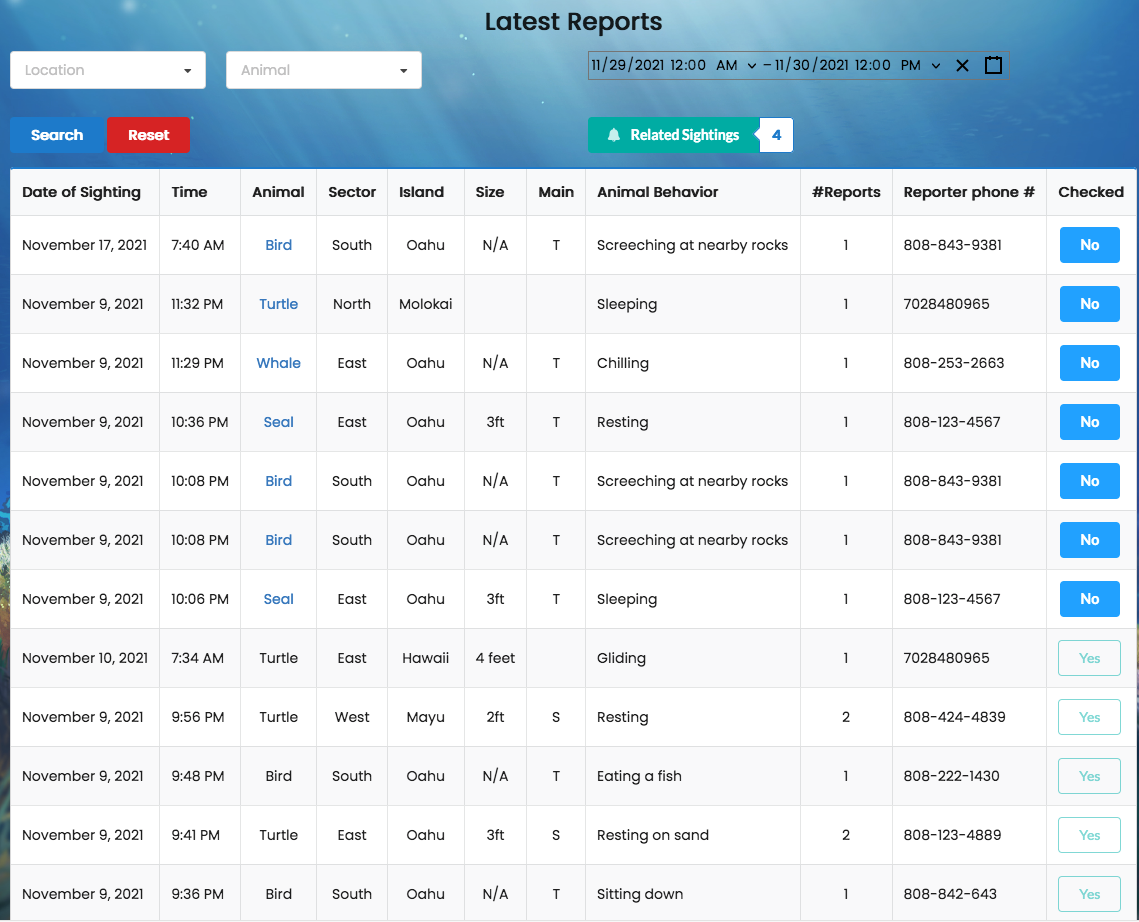 Latest Reports
Location Animal 11/29/2021 12:00 AM – 11/30/2021 12:00 PM
Search Reset Related Sightings 4
Date of Sighting Time Animal Sector Island Size Main Animal Behavior #Reports Reporter phone # Checked
November 17, 2021 7:40 AM Bird South Oahu N/A T Screeching at nearby rocks 1 808-843-9381 No
November 9, 2021 11:32 PM Turtle North Molokai Sleeping 1 7028480965 No
November 9, 2021 11:29 PM Whale East Oahu N/A T Chilling 1 808-253-2663 No
November 9, 2021 10:36 PM Seal East Oahu 3ft T Resting 1 808-123-4567 No
November 9, 2021 10:08 PM Bird South Oahu N/A T Screeching at nearby rocks 1 808-843-9381 No
November 9, 2021 10:08 PM Bird South Oahu N/A T Screeching at nearby rocks 1 808-843-9381 No
November 9, 2021 10:06 PM Seal East Oahu 3ft T Sleeping 1 808-123-4567 No
November 10, 2021 7:34 AM Turtle East Hawaii 4 feet Gliding 1 7028480965 Yes
November 9, 2021 9:56 PM Turtle West Mayu 2ft S Resting 2 808-424-4839 Yes
November 9, 2021 9:48 PM Bird South Oahu N/A T Eating a fish 1 808-222-1430 Yes
November 9, 2021 9:41 PM Turtle East Oahu 3ft S Resting on sand 2 808-123-4889 Yes
November 9, 2021 9:36 PM Bird South Oahu N/A T Sitting down 1 808-842-643 Yes